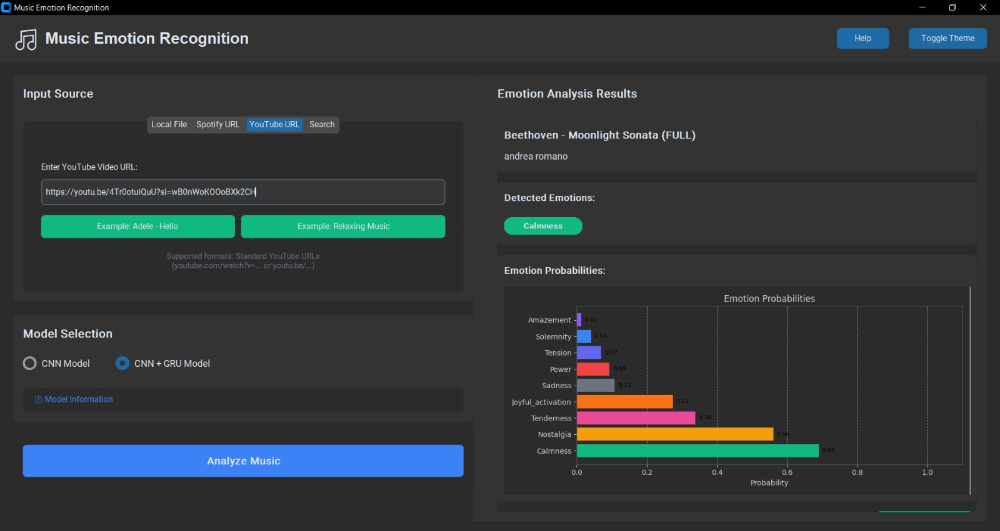 Music Emotion Recognition
Music Emotion Recognition
Help
Toggle Theme
Input Source
Local File
Spotify URL
YouTube URL
Search
Enter YouTube Video URL:
https://youtu.be/4Tr0otuiQuU?si=wB0nWoKOOoBXk2CH
Example: Adele - Hello
Example: Relaxing Music
Supported formats: Standard YouTube URLs
(youtube.com/watch?v=... or youtu.be/...)
Model Selection
CNN Model
CNN + GRU Model
ⓘ Model Information
Analyze Music
Emotion Analysis Results
Beethoven - Moonlight Sonata (FULL)
andrea romano
Detected Emotions:
Calmness
Emotion Probabilities:
Emotion Probabilities
Amazement 0.01
Solemnity 0.04
Tension 0.07
Power 0.09
Sadness 0.11
Joyful_activation 0.27
Tenderness 0.34
Nostalgia 0.56
Calmness 0.69
0.0 0.2 0.4 0.6 0.8 1.0
Probability